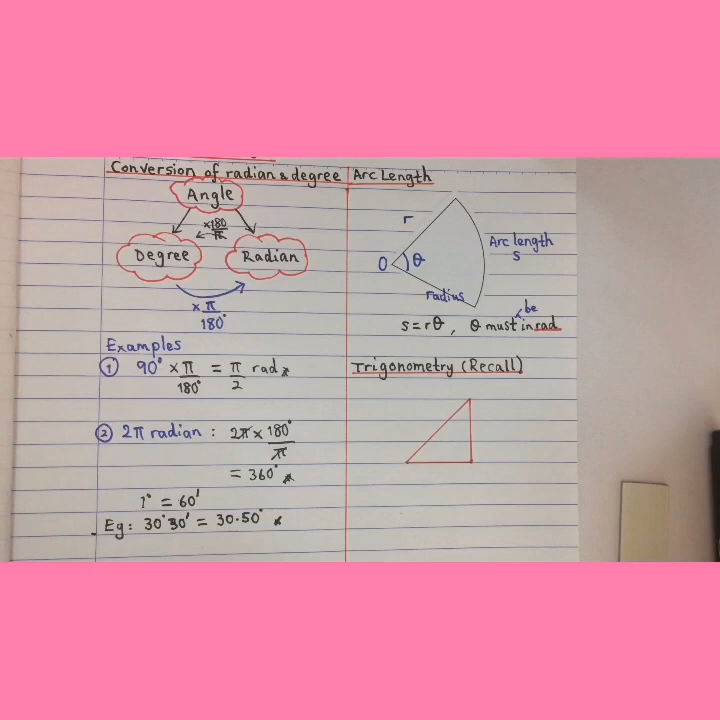 Conversion of radian & degree
Angle
×180
π
Degree
Radian
× π
180°
Examples
① 90° × π = π rad
180° 2
② 2π radian : 2π × 180°
π
= 360°
1° = 60'
Eg: 30° 30' = 30.50°
Arc Length
r
O θ
Arc length
s
radius
be
s = rθ , θ must in rad
Trigonometry (Recall)